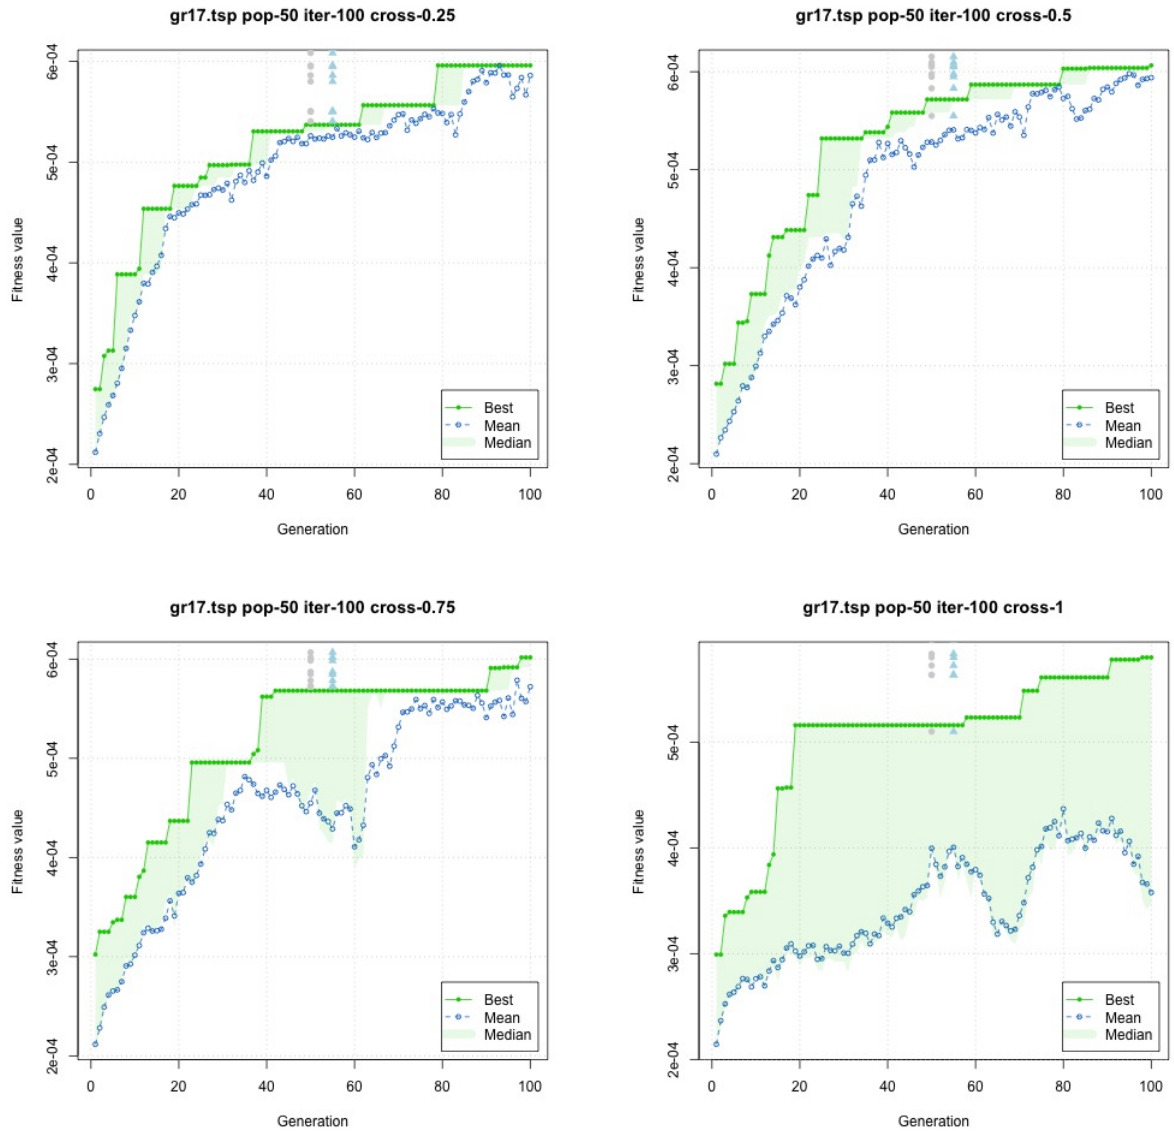 gr17.tsp pop-50 iter-100 cross-0.25
6e-04
5e-04
4e-04
3e-04
2e-04
Fitness value
Best
Mean
Median
0 20 40 60 80 100
Generation
gr17.tsp pop-50 iter-100 cross-0.5
6e-04
5e-04
4e-04
3e-04
2e-04
Fitness value
Best
Mean
Median
0 20 40 60 80 100
Generation
gr17.tsp pop-50 iter-100 cross-0.75
6e-04
5e-04
4e-04
3e-04
2e-04
Fitness value
Best
Mean
Median
0 20 40 60 80 100
Generation
gr17.tsp pop-50 iter-100 cross-1
5e-04
4e-04
3e-04
2e-04
Fitness value
Best
Mean
Median
0 20 40 60 80 100
Generation